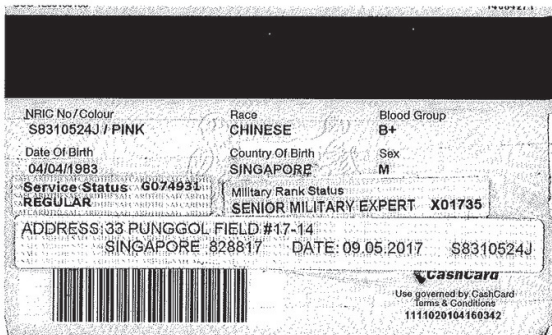 NRIC No/Colour Race Blood Group
S8310524J / PINK CHINESE B+
Date Of Birth Country Of Birth Sex
04/04/1983 SINGAPORE M
Service Status G074931 Military Rank Status
REGULAR SENIOR MILITARY EXPERT X01735
ADDRESS: 33 PUNGGOL FIELD #17-14
SINGAPORE 828817 DATE: 09.05.2017 S8310524J
CashCard
Use governed by CashCard
Terms & Conditions
1111020104160342